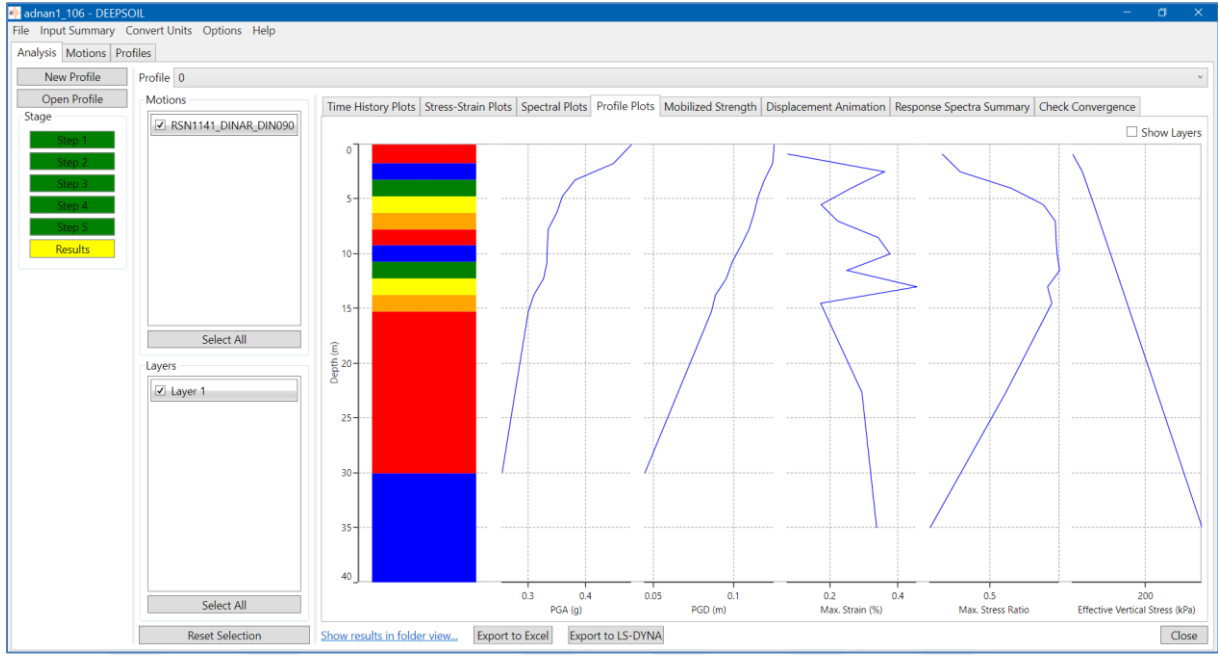 adnan1_106 - DEEPSOIL
File Input Summary Convert Units Options Help
Analysis Motions Profiles
New Profile
Open Profile
Stage
Step 1
Step 2
Step 3
Step 4
Step 5
Results
Profile 0
Motions
RSN1141_DINAR_DIN090
Select All
Layers
Layer 1
Select All
Reset Selection
Time History Plots Stress-Strain Plots Spectral Plots Profile Plots Mobilized Strength Displacement Animation Response Spectra Summary Check Convergence
Show Layers
Depth (m)
0
5
10
15
20
25
30
35
40
0.3 0.4 0.05 0.1 0.2 0.4 0.5 200
PGA (g) PGD (m) Max. Strain (%) Max. Stress Ratio Effective Vertical Stress (kPa)
Show results in folder view... Export to Excel Export to LS-DYNA Close